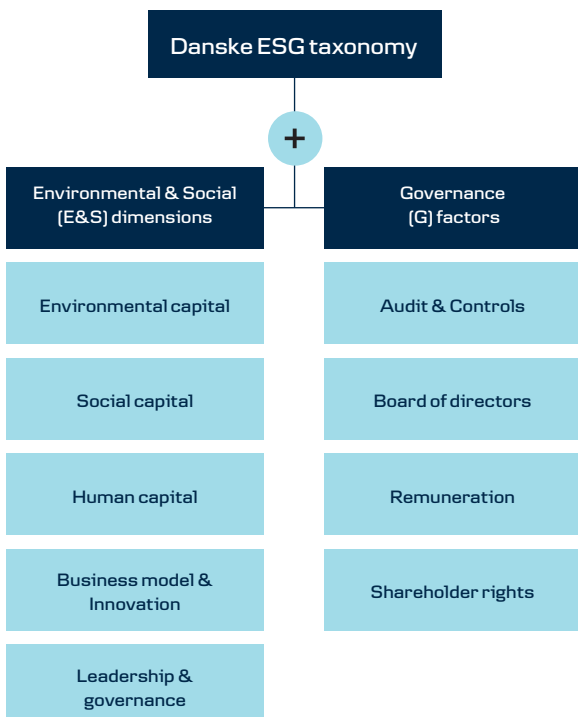 Danske ESG taxonomy
+
Environmental & Social
(E&S) dimensions
Environmental capital
Social capital
Human capital
Business model &
Innovation
Leadership &
governance
Governance
(G) factors
Audit & Controls
Board of directors
Remuneration
Shareholder rights